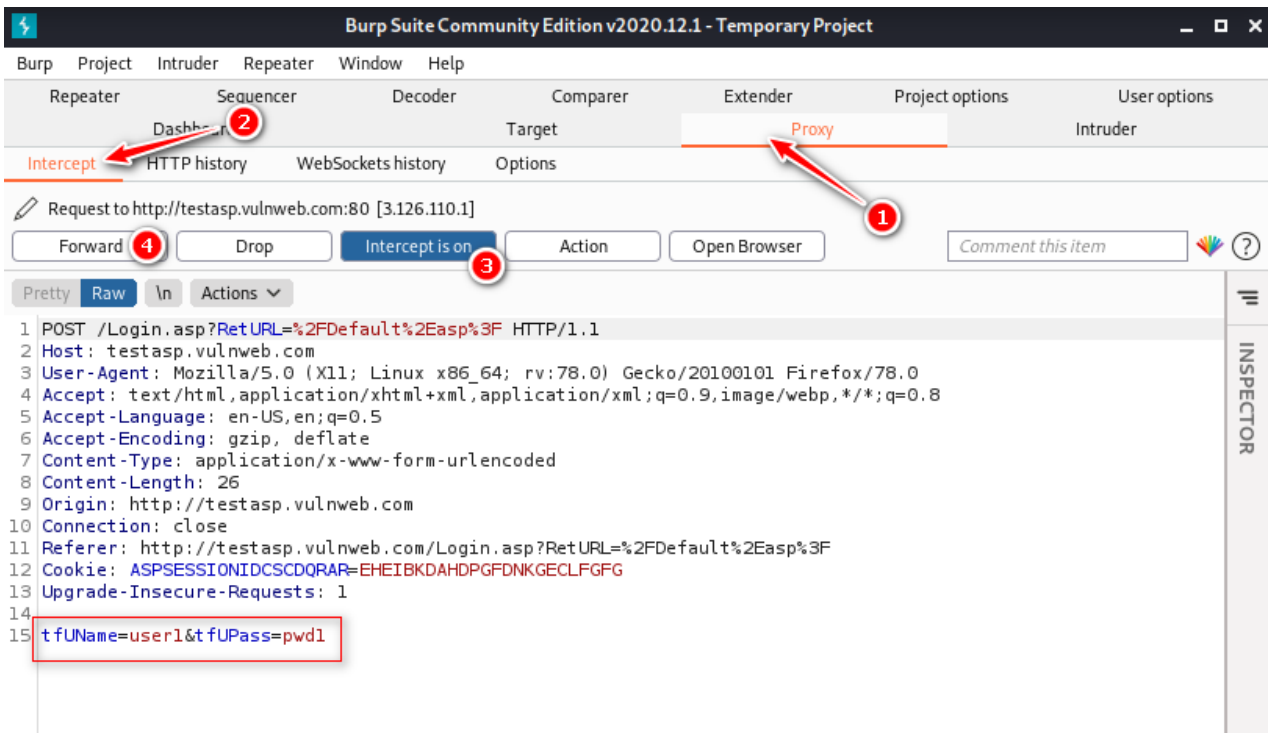 Burp Suite Community Edition v2020.12.1 - Temporary Project
Burp Project Intruder Repeater Window Help
Repeater Sequencer Decoder Comparer Extender Project options User options
2 Target Proxy Intruder
Intercept HTTP history WebSockets history Options
Request to http://testasp.vulnweb.com:80 [3.126.110.1]
1
Forward 4 Drop Intercept is on Action Open Browser Comment this item ?
3
Pretty Raw \n Actions
1 POST /Login.asp?RetURL=%2FDefault%2Easp%3F HTTP/1.1
2 Host: testasp.vulnweb.com
3 User-Agent: Mozilla/5.0 (X11; Linux x86_64; rv:78.0) Gecko/20100101 Firefox/78.0
4 Accept: text/html,application/xhtml+xml,application/xml;q=0.9,image/webp,*/*;q=0.8
5 Accept-Language: en-US,en;q=0.5
6 Accept-Encoding: gzip, deflate
7 Content-Type: application/x-www-form-urlencoded
8 Content-Length: 26
9 Origin: http://testasp.vulnweb.com
10 Connection: close
11 Referer: http://testasp.vulnweb.com/Login.asp?RetURL=%2FDefault%2Easp%3F
12 Cookie: ASPSESSIONIDCSCDQRAR=EHEIBKDAHDPGFDNKGECLFGFG
13 Upgrade-Insecure-Requests: 1
14
15 tfUName=user1&tfUPass=pwd1
INSPECTOR